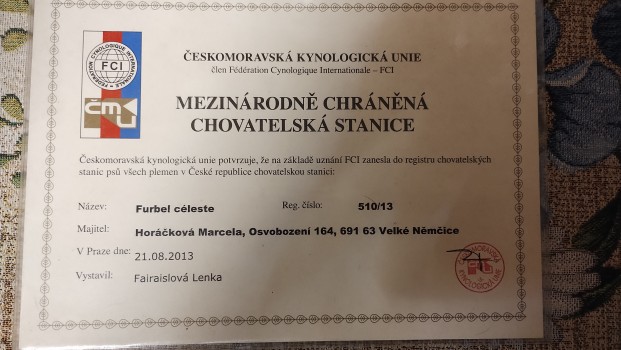 FÉDÉRATION CYNOLOGIQUE INTERNATIONALE
FCI
ČMKU
ČESKOMORAVSKÁ KYNOLOGICKÁ UNIE
člen Fédération Cynologique Internationale – FCI
MEZINÁRODNĚ CHRÁNĚNÁ
CHOVATELSKÁ STANICE
Českomoravská kynologická unie potvrzuje, že na základě uznání FCI zanesla do registru chovatelských
stanic psů všech plemen v České republice chovatelskou stanici:
Název: Furbel céleste Reg. číslo: 510/13
Majitel: Horáčková Marcela, Osvobození 164, 691 63 Velké Němčice
V Praze dne: 21.08.2013
Vystavil: Fairaislová Lenka
ČESKOMORAVSKÁ
KYNOLOGICKÁ UNIE